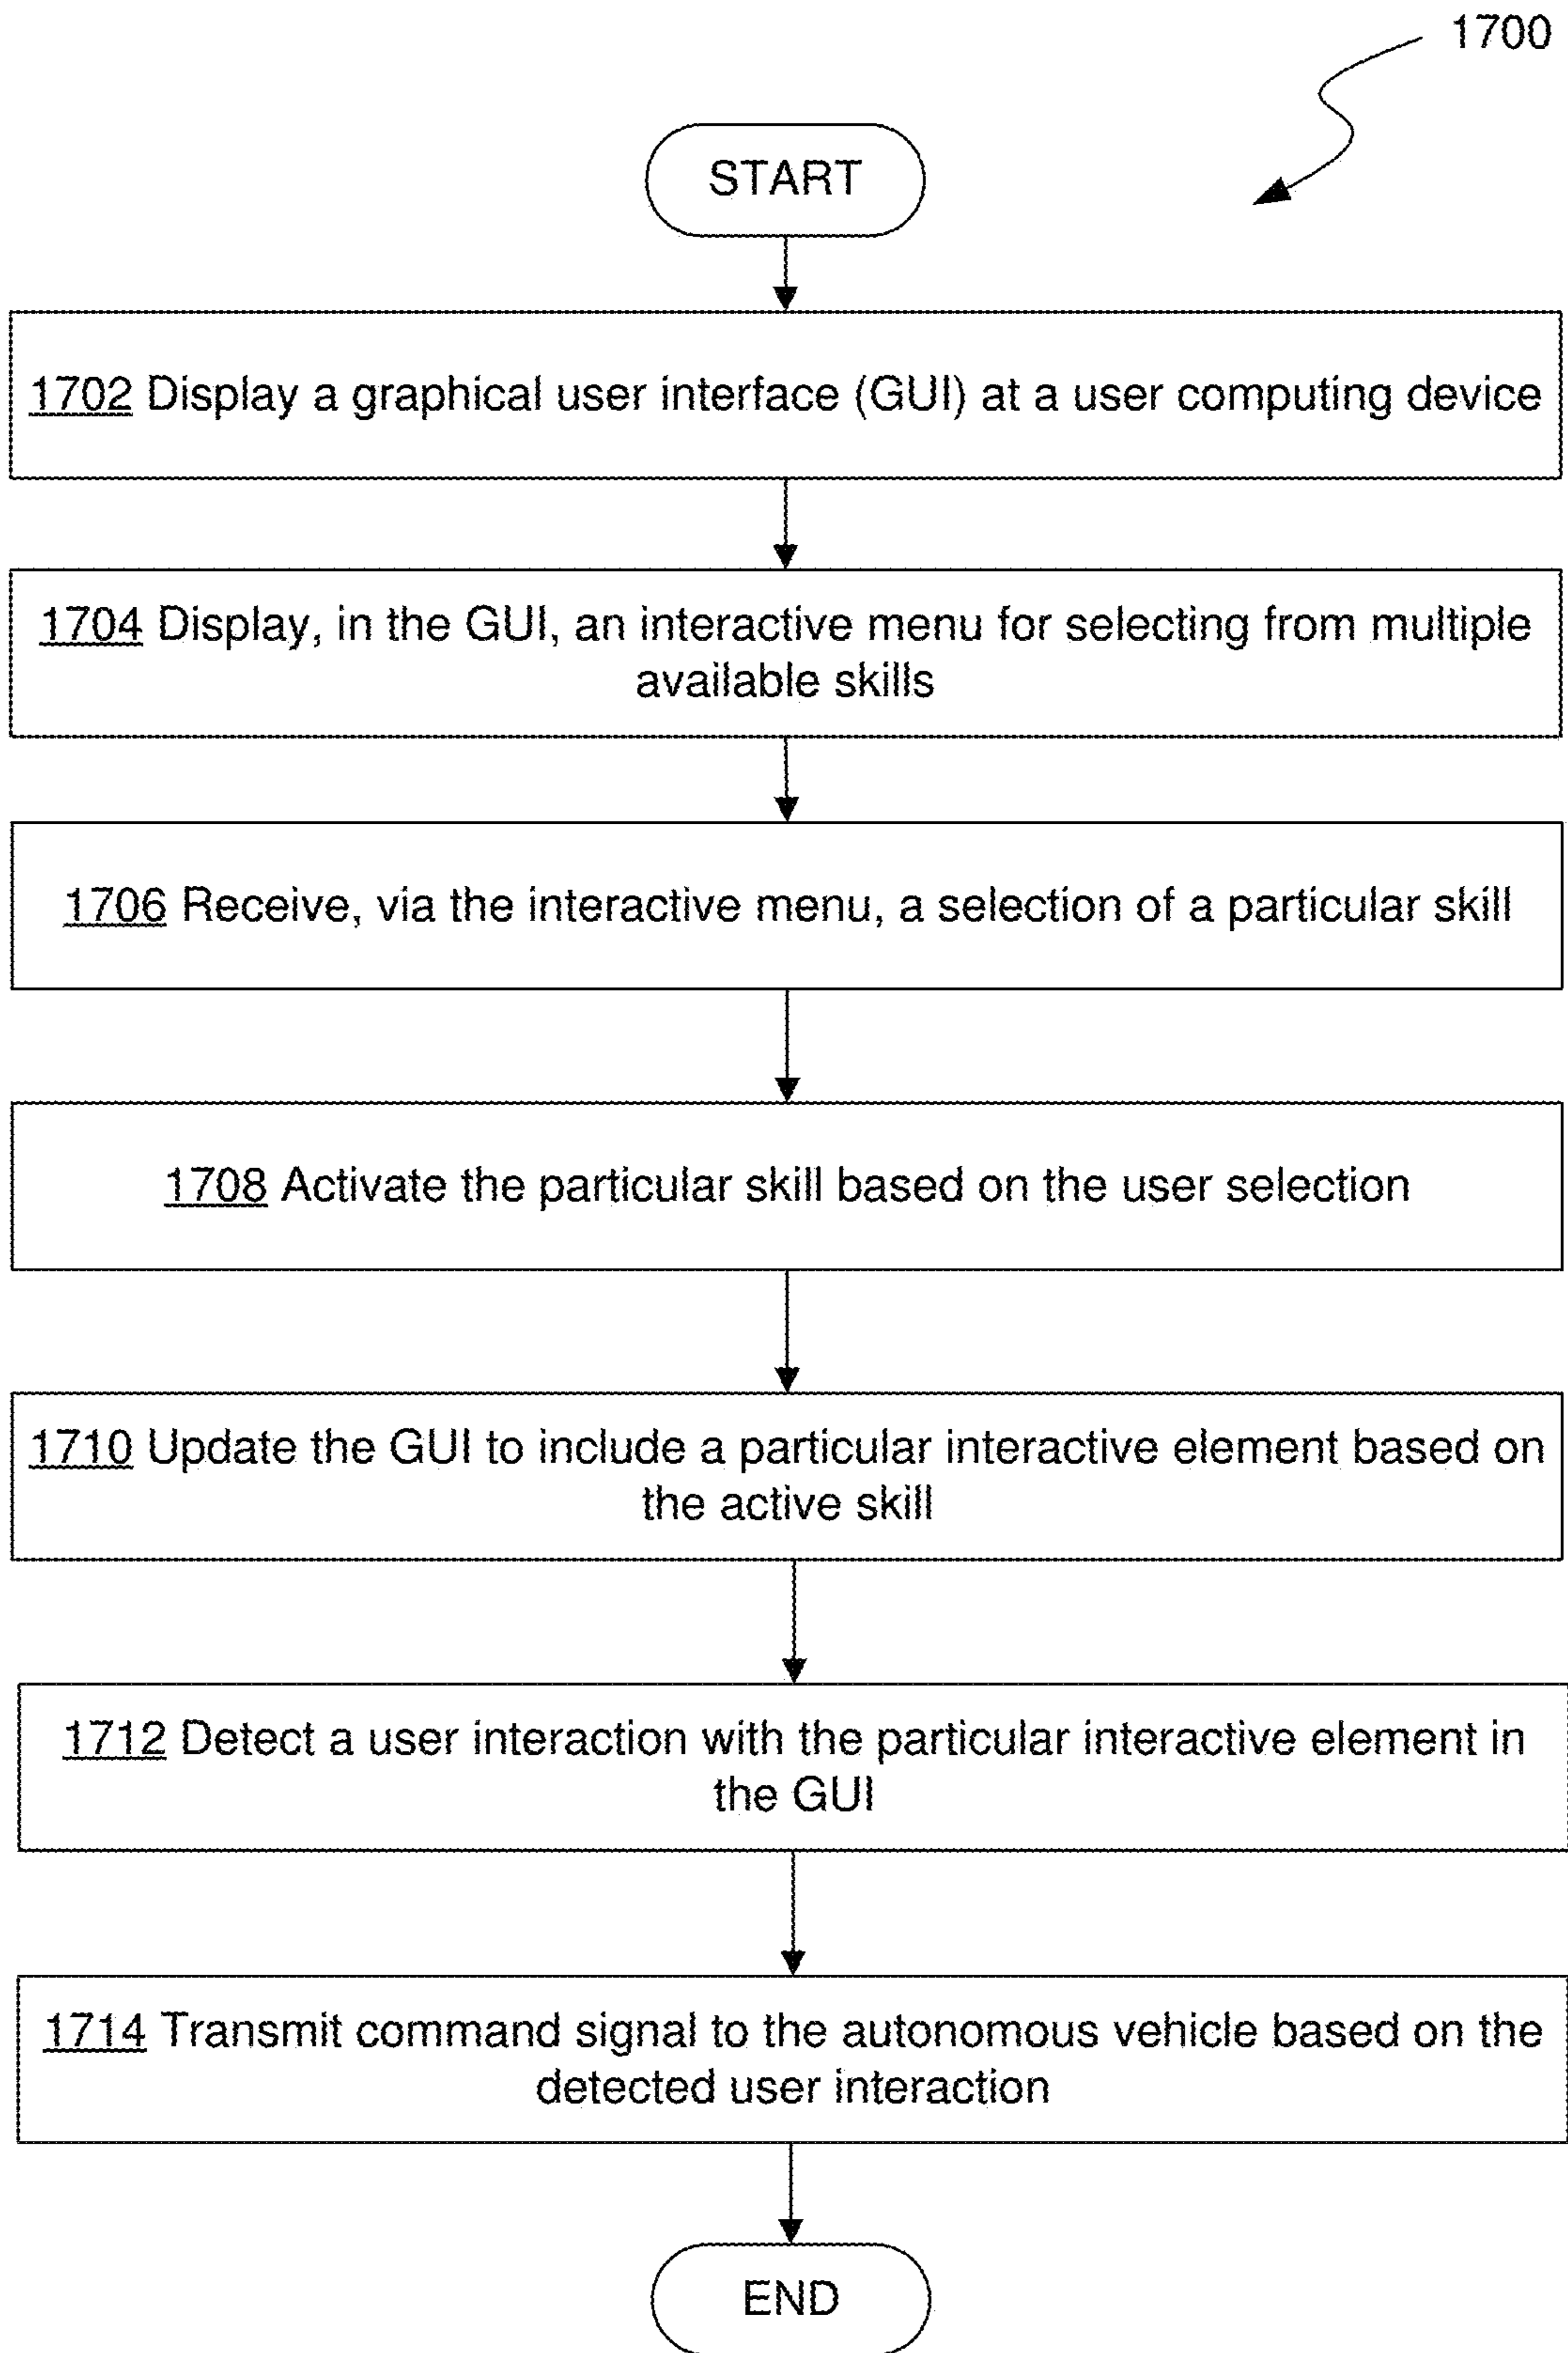 1700
START
1702 Display a graphical user interface (GUI) at a user computing device
1704 Display, in the GUI, an interactive menu for selecting from multiple
available skills
1706 Receive, via the interactive menu, a selection of a particular skill
1708 Activate the particular skill based on the user selection
1710 Update the GUI to include a particular interactive element based on
the active skill
1712 Detect a user interaction with the particular interactive element in
the GUI
1714 Transmit command signal to the autonomous vehicle based on the
detected user interaction
END